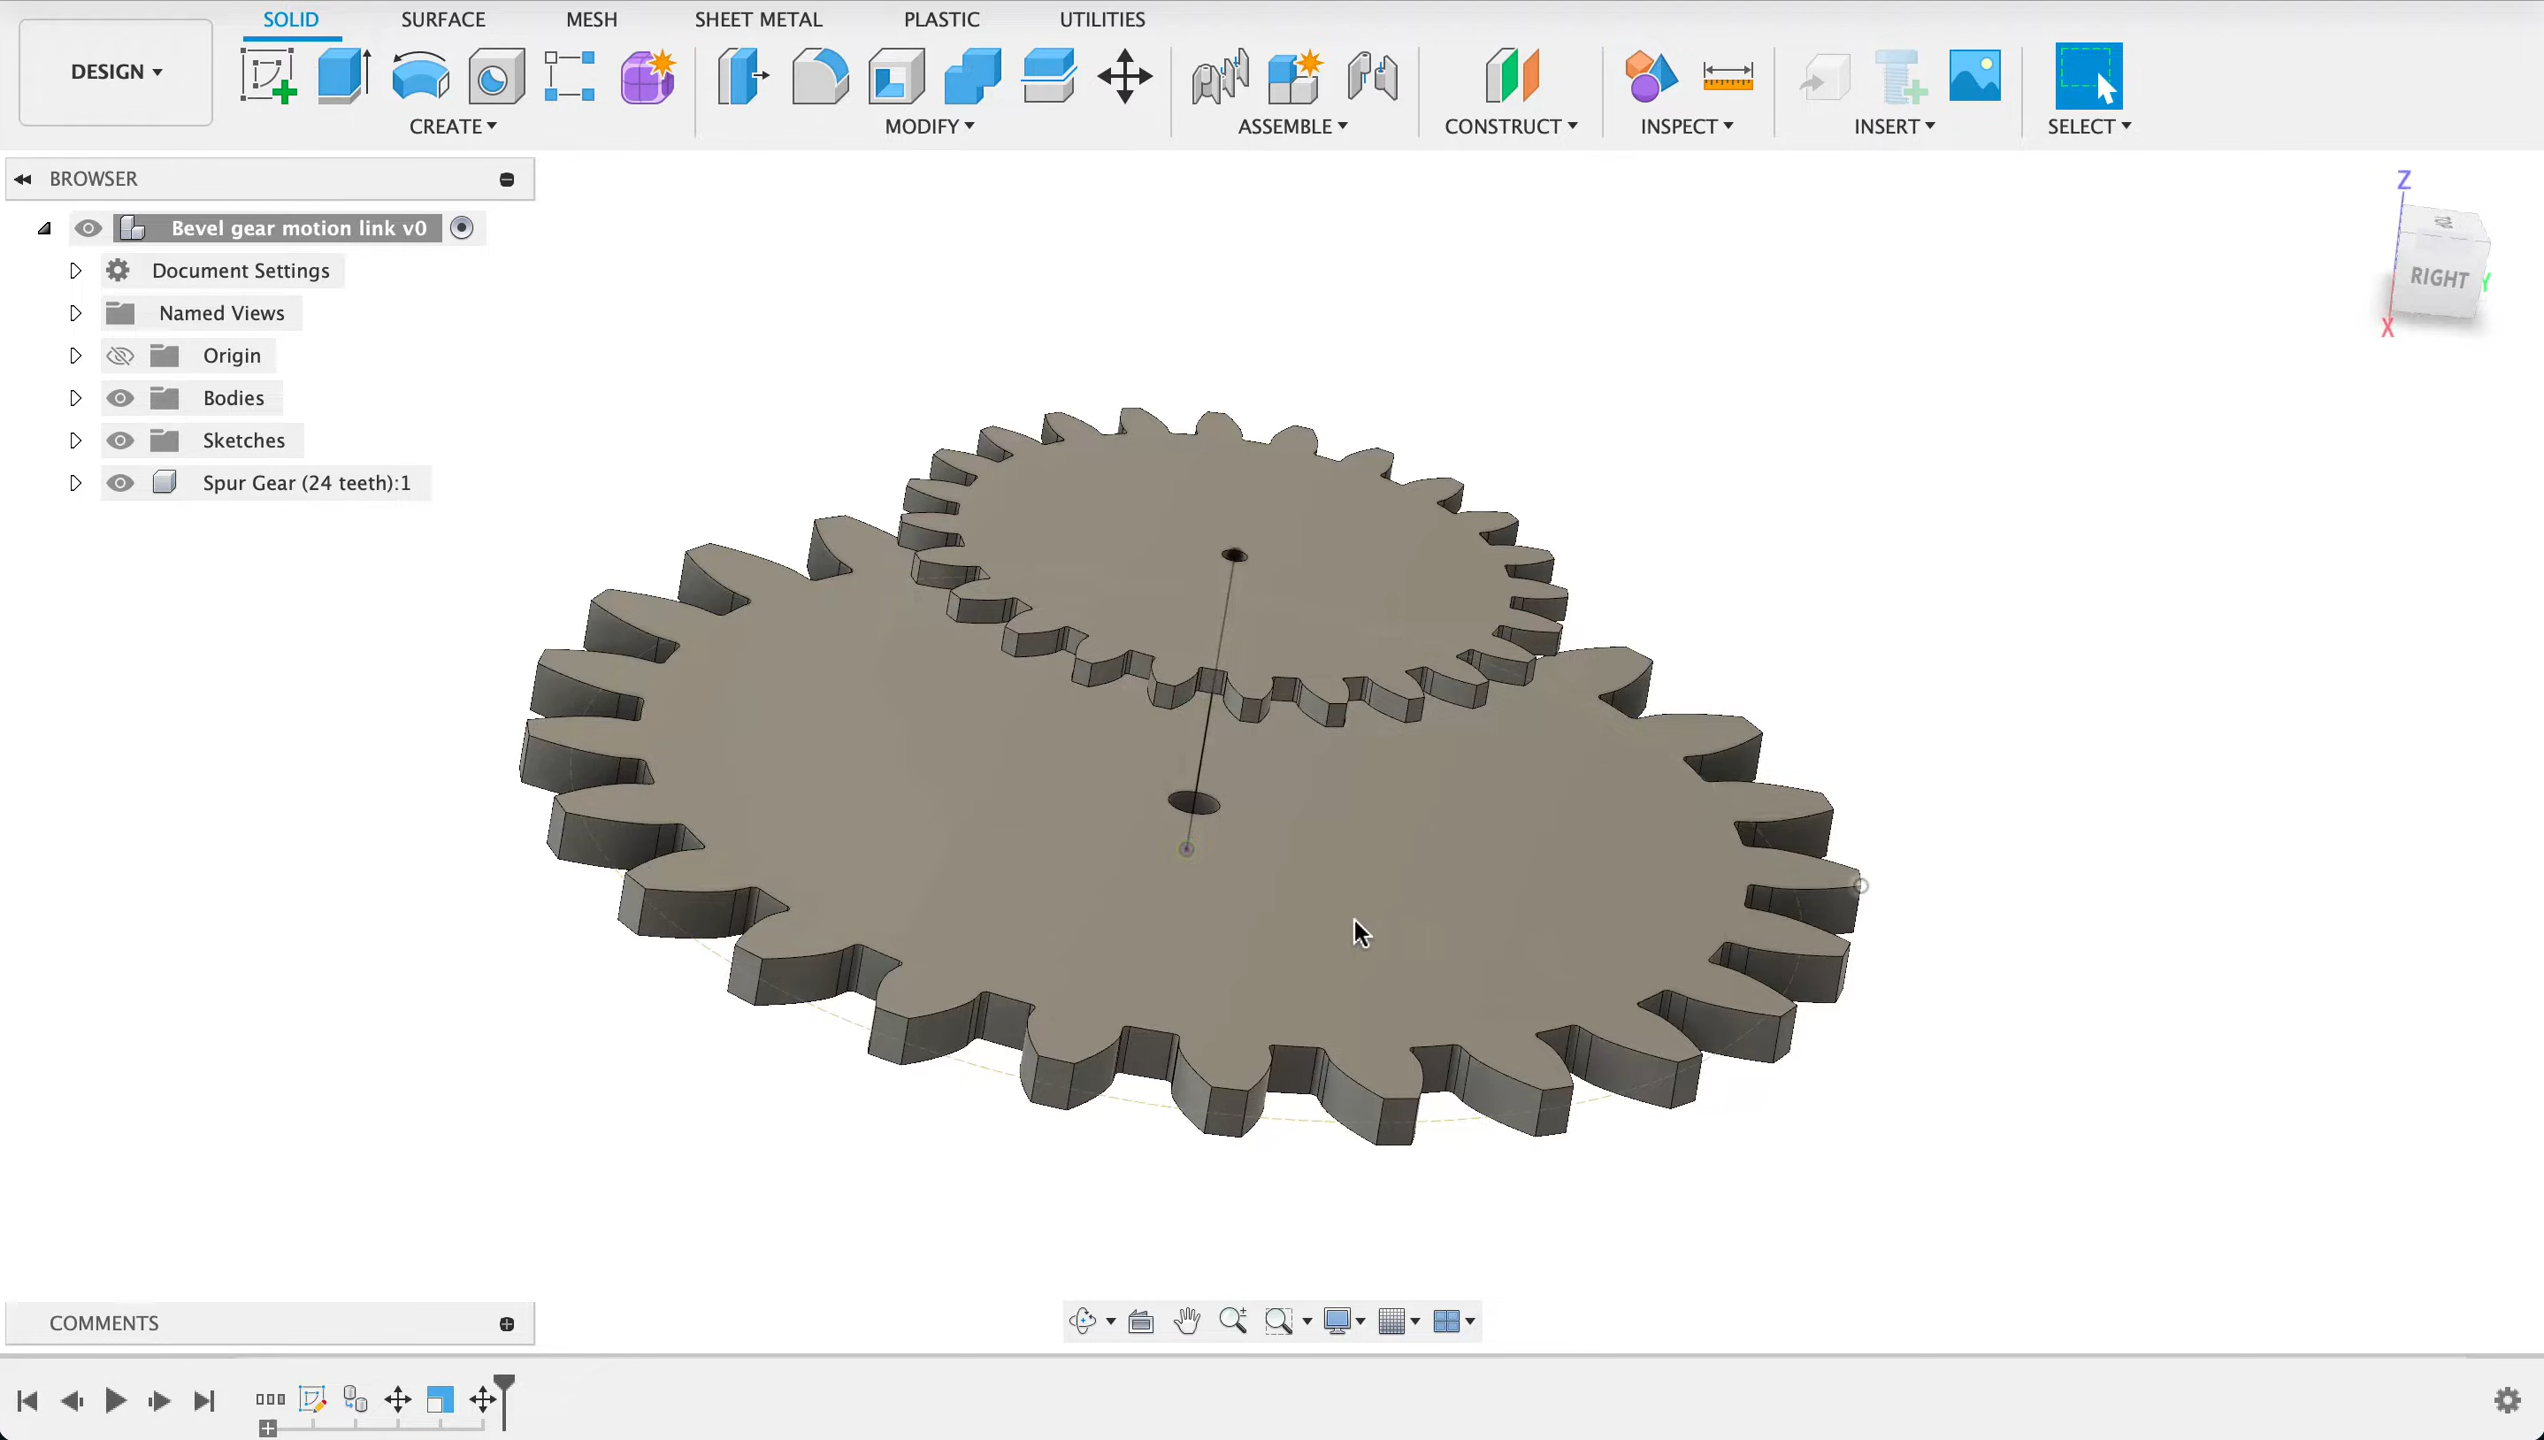 SOLID SURFACE MESH SHEET METAL PLASTIC UTILITIES
DESIGN
CREATE MODIFY ASSEMBLE CONSTRUCT INSPECT INSERT SELECT
BROWSER
Bevel gear motion link v0
Document Settings
Named Views
Origin
Bodies
Sketches
Spur Gear (24 teeth):1
Z
TOP
RIGHT
Y
X
COMMENTS